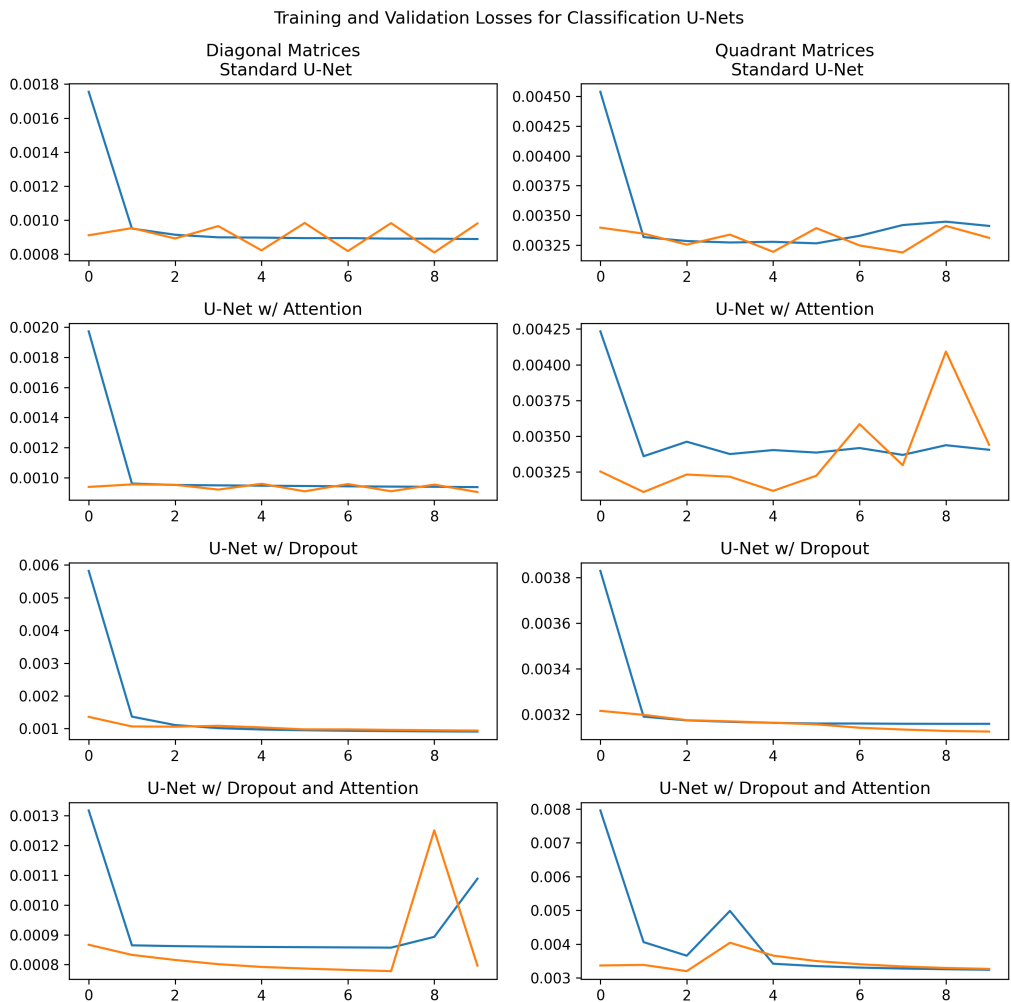 Training and Validation Losses for Classification U-Nets
Diagonal Matrices
Standard U-Net
0.0018
0.0016
0.0014
0.0012
0.0010
0.0008
0 2 4 6 8
Quadrant Matrices
Standard U-Net
0.00450
0.00425
0.00400
0.00375
0.00350
0.00325
0 2 4 6 8
U-Net w/ Attention
0.0020
0.0018
0.0016
0.0014
0.0012
0.0010
0 2 4 6 8
U-Net w/ Attention
0.00425
0.00400
0.00375
0.00350
0.00325
0 2 4 6 8
U-Net w/ Dropout
0.006
0.005
0.004
0.003
0.002
0.001
0 2 4 6 8
U-Net w/ Dropout
0.0038
0.0036
0.0034
0.0032
0 2 4 6 8
U-Net w/ Dropout and Attention
0.0013
0.0012
0.0011
0.0010
0.0009
0.0008
0 2 4 6 8
U-Net w/ Dropout and Attention
0.008
0.007
0.006
0.005
0.004
0.003
0 2 4 6 8